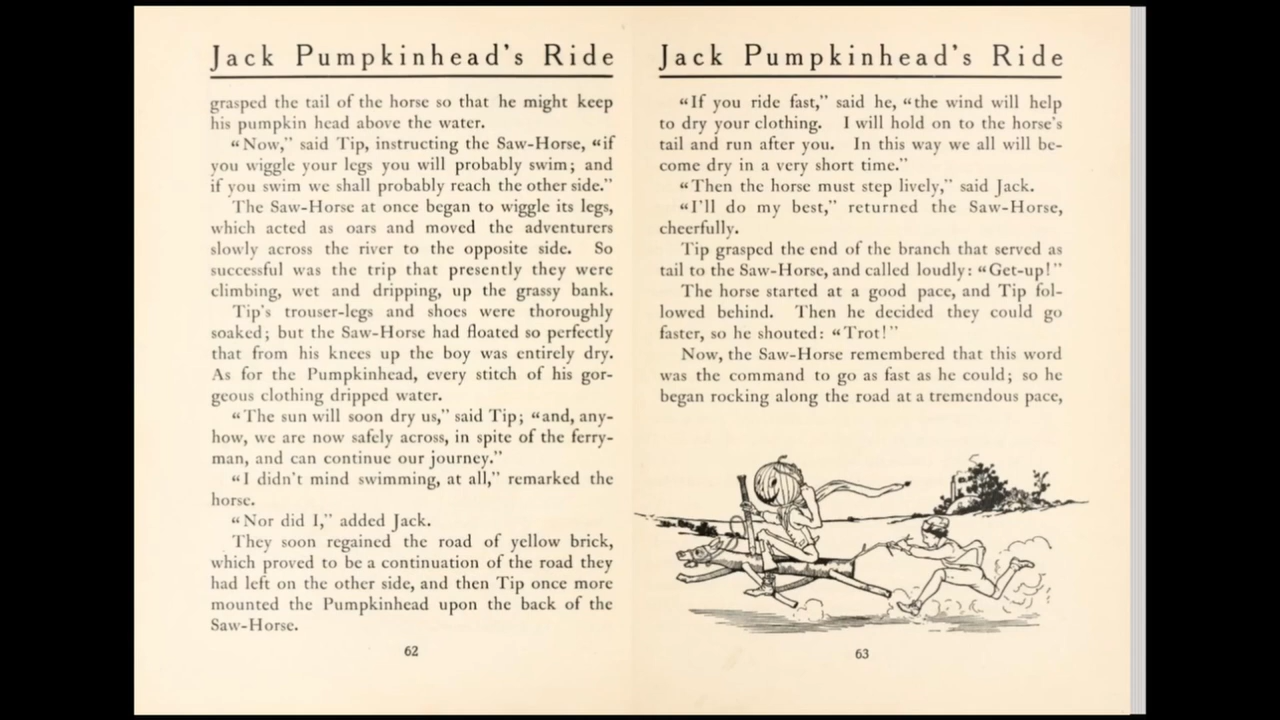 Jack Pumpkinhead's Ride
grasped the tail of the horse so that he might keep
his pumpkin head above the water.
“Now,” said Tip, instructing the Saw-Horse, “if
you wiggle your legs you will probably swim; and
if you swim we shall probably reach the other side.”
The Saw-Horse at once began to wiggle its legs,
which acted as oars and moved the adventurers
slowly across the river to the opposite side. So
successful was the trip that presently they were
climbing, wet and dripping, up the grassy bank.
Tip's trouser-legs and shoes were thoroughly
soaked; but the Saw-Horse had floated so perfectly
that from his knees up the boy was entirely dry.
As for the Pumpkinhead, every stitch of his gor-
geous clothing dripped water.
“The sun will soon dry us,” said Tip; “and, any-
how, we are now safely across, in spite of the ferry-
man, and can continue our journey.”
“I didn't mind swimming, at all,” remarked the
horse.
“Nor did I,” added Jack.
They soon regained the road of yellow brick,
which proved to be a continuation of the road they
had left on the other side, and then Tip once more
mounted the Pumpkinhead upon the back of the
Saw-Horse.
62
Jack Pumpkinhead's Ride
“If you ride fast,” said he, “the wind will help
to dry your clothing. I will hold on to the horse's
tail and run after you. In this way we all will be-
come dry in a very short time.”
“Then the horse must step lively,” said Jack.
“I'll do my best,” returned the Saw-Horse,
cheerfully.
Tip grasped the end of the branch that served as
tail to the Saw-Horse, and called loudly: “Get-up!”
The horse started at a good pace, and Tip fol-
lowed behind. Then he decided they could go
faster, so he shouted: “Trot!”
Now, the Saw-Horse remembered that this word
was the command to go as fast as he could; so he
began rocking along the road at a tremendous pace,
63